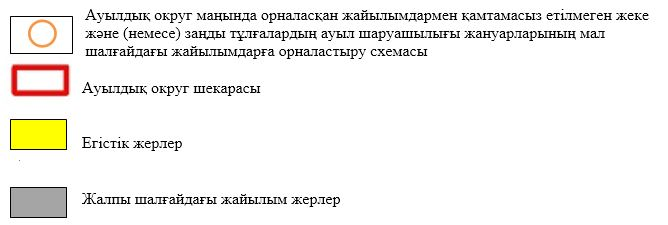 Ауылдық округ маңында орналасқан жайылымдармен қамтамасыз етілмеген жеке
және (немесе) заңды тұлғалардың ауыл шаруашылығы жануарларының мал
шалғайдағы жайылымдарға орналастыру схемасы
Ауылдық округ шекарасы
Егістік жерлер
Жалпы шалғайдағы жайылым жерлер